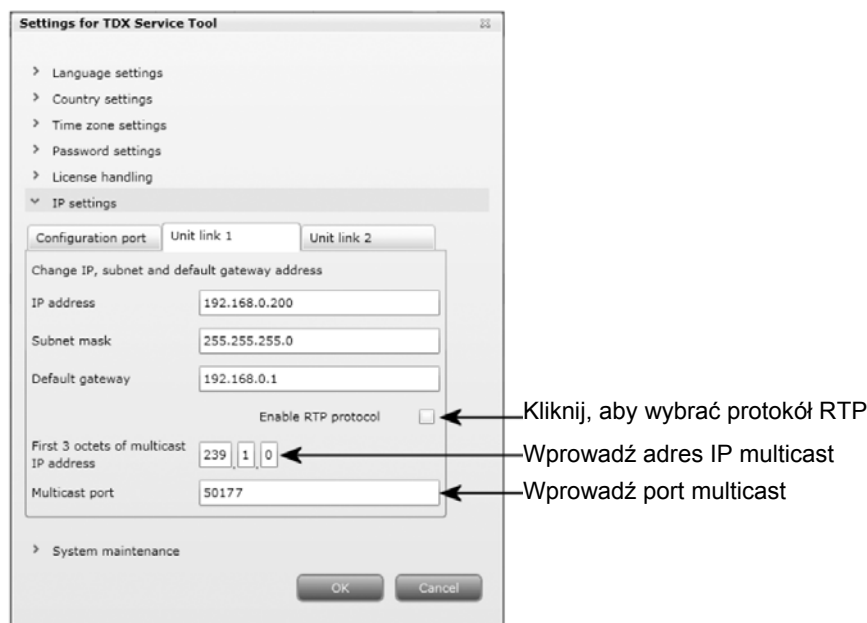 Settings for TDX Service Tool
Language settings
Country settings
Time zone settings
Password settings
License handling
IP settings
Configuration port Unit link 1 Unit link 2
Change IP, subnet and default gateway address
IP address 192.168.0.200
Subnet mask 255.255.255.0
Default gateway 192.168.0.1
Enable RTP protocol Kliknij, aby wybrać protokół RTP
First 3 octets of multicast
IP address 239 . 1 . 0 Wprowadź adres IP multicast
Multicast port 50177 Wprowadź port multicast
System maintenance
OK Cancel